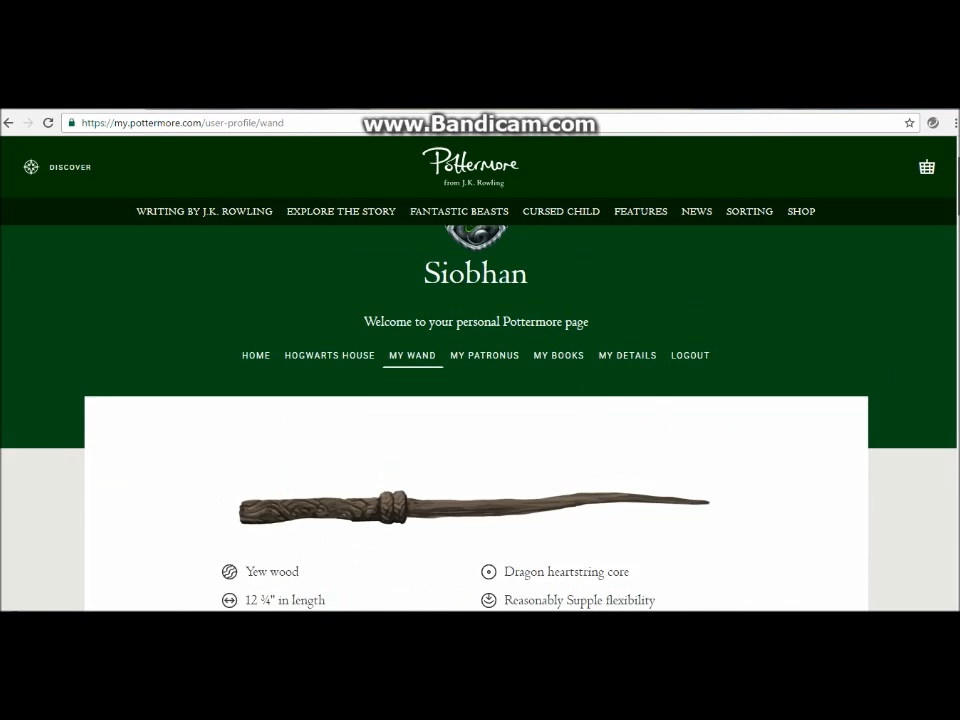 https://my.pottermore.com/user-profile/wand
www.Bandicam.com
DISCOVER
Pottermore
from J.K. Rowling
WRITING BY J.K. ROWLING EXPLORE THE STORY FANTASTIC BEASTS CURSED CHILD FEATURES NEWS SORTING SHOP
Siobhan
Welcome to your personal Pottermore page
HOME HOGWARTS HOUSE MY WAND MY PATRONUS MY BOOKS MY DETAILS LOGOUT
Yew wood Dragon heartstring core
12 ¾" in length Reasonably Supple flexibility